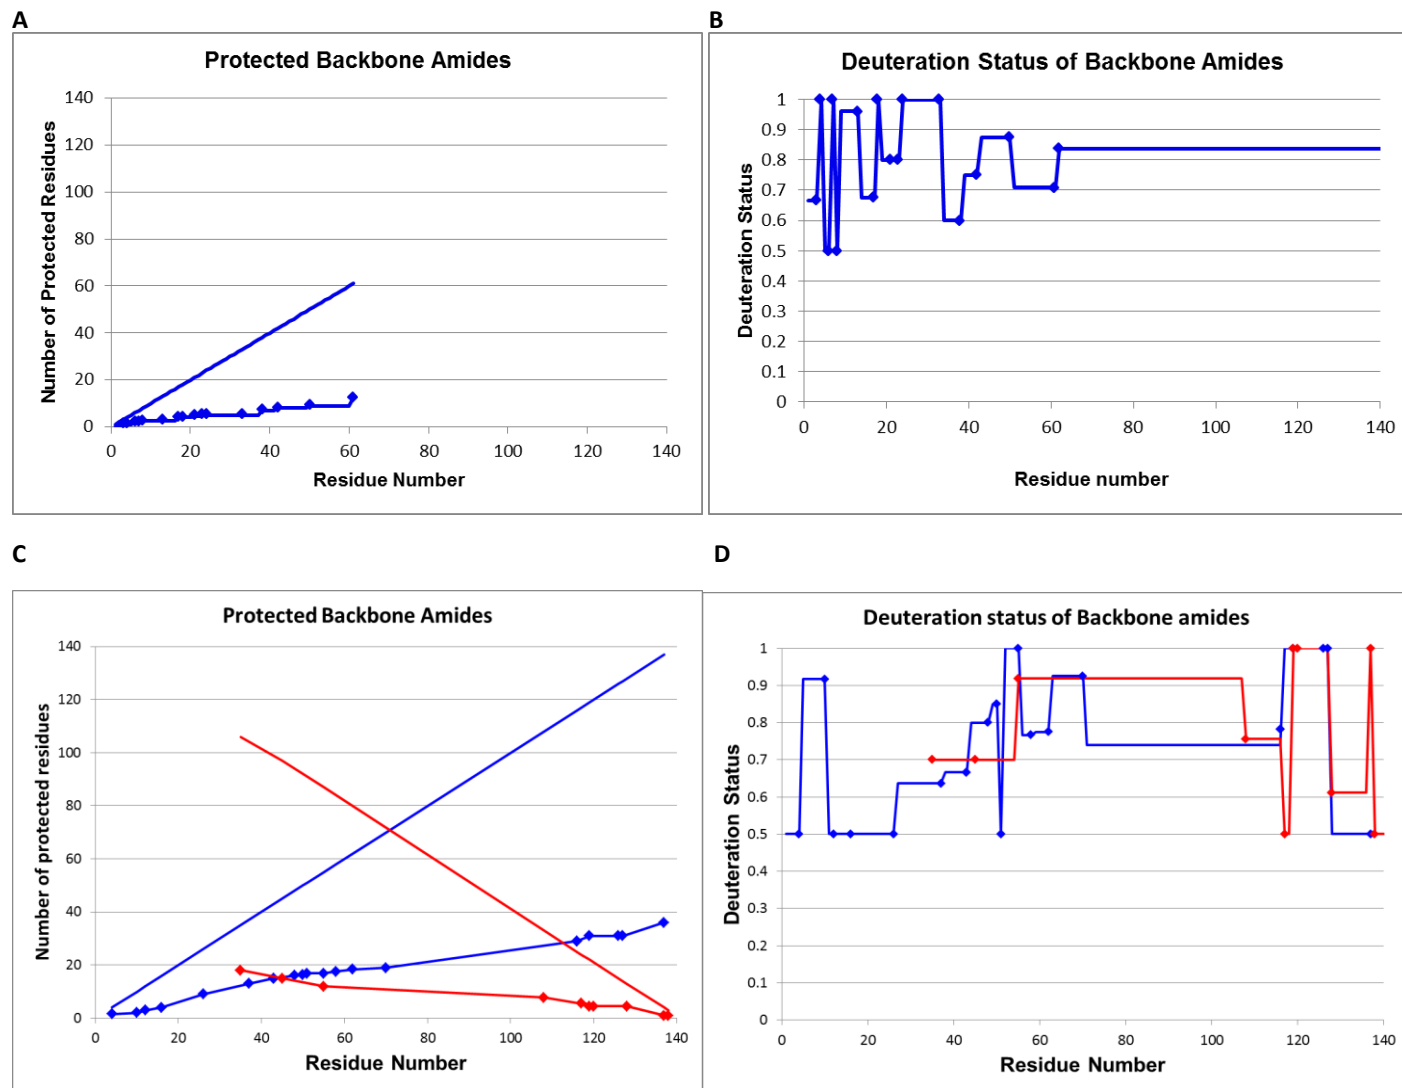 A
B
Protected Backbone Amides
Number of Protected Residues
140
120
100
80
60
40
20
0
0 20 40 60 80 100 120 140
Residue Number
Deuteration Status of Backbone Amides
Deuteration Status
1
0.9
0.8
0.7
0.6
0.5
0.4
0.3
0.2
0.1
0
0 20 40 60 80 100 120 140
Residue number
C
D
Protected Backbone Amides
Number of protected residues
140
120
100
80
60
40
20
0
0 20 40 60 80 100 120 140
Residue Number
Deuteration status of Backbone amides
Deuteration Status
1
0.9
0.8
0.7
0.6
0.5
0.4
0.3
0.2
0.1
0
0 20 40 60 80 100 120 140
Residue Number